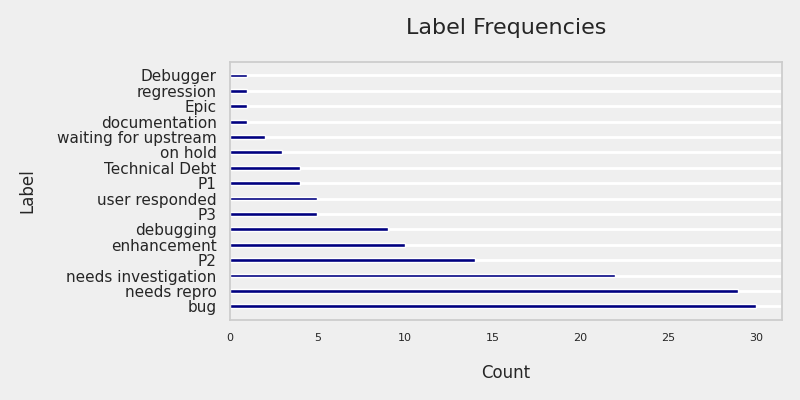 Label Frequencies
Debugger
regression
Epic
documentation
waiting for upstream
on hold
Technical Debt
P1
user responded
P3
debugging
enhancement
P2
needs investigation
needs repro
bug
Label
0 5 10 15 20 25 30
Count